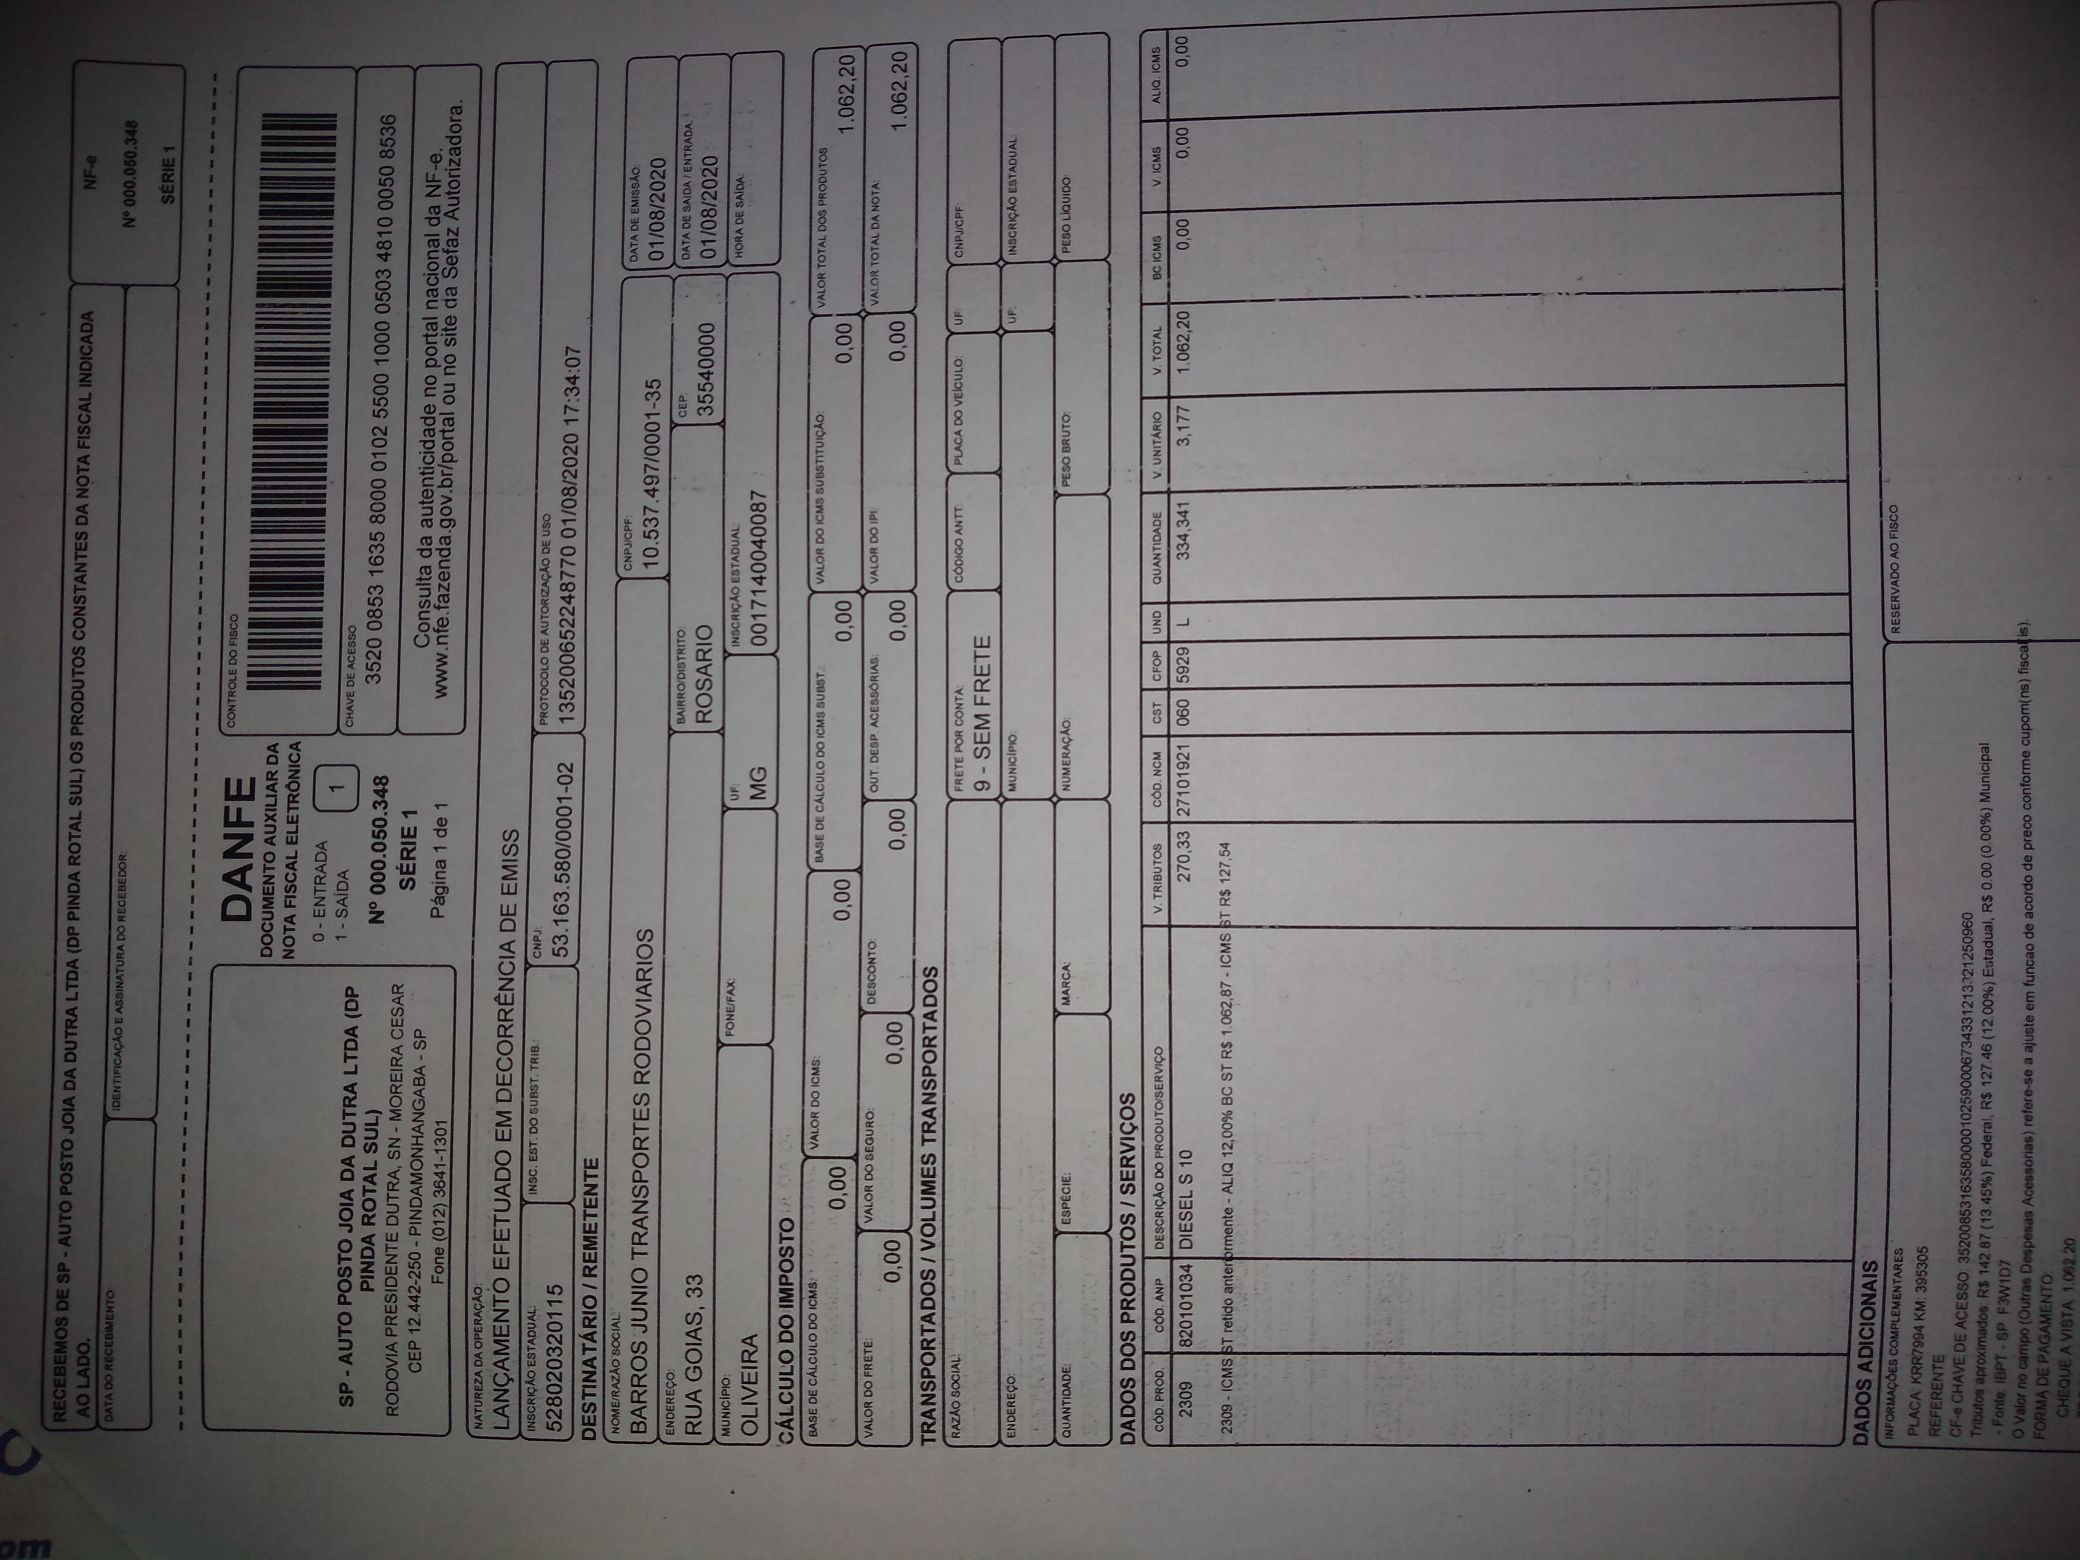 RECEBEMOS DE SP - AUTO POSTO JOIA DA DUTRA LTDA (DP PINDA ROTAL SUL) OS PRODUTOS CONSTANTES DA NOTA FISCAL INDICADA
AO LADO.
NF-e
Nº 000.050.348
SÉRIE 1
DATA DO RECEBIMENTO:
IDENTIFICAÇÃO E ASSINATURA DO RECEBEDOR:
SP - AUTO POSTO JOIA DA DUTRA LTDA (DP
PINDA ROTAL SUL)
RODOVIA PRESIDENTE DUTRA, SN - MOREIRA CESAR
CEP 12.442-250 - PINDAMONHANGABA - SP
Fone (012) 3641-1301
DANFE
DOCUMENTO AUXILIAR DA
NOTA FISCAL ELETRÔNICA
0 - ENTRADA
1 - SAÍDA
1
Nº 000.050.348
SÉRIE 1
Página 1 de 1
CONTROLE DO FISCO
CHAVE DE ACESSO
3520 0853 1635 8000 0102 5500 1000 0503 4810 0050 8536
Consulta da autenticidade no portal nacional da NF-e.
www.nfe.fazenda.gov.br/portal ou no site da Sefaz Autorizadora.
NATUREZA DA OPERAÇÃO:
LANÇAMENTO EFETUADO EM DECORRÊNCIA DE EMISS
INSCRIÇÃO ESTADUAL: INSC. EST. DO SUBST. TRIB.: CNPJ: PROTOCOLO DE AUTORIZAÇÃO DE USO
528020320115 53.163.580/0001-02 135200652248770 01/08/2020 17:34:07
DESTINATÁRIO / REMETENTE
NOME/RAZÃO SOCIAL: CNPJ/CPF: DATA DE EMISSÃO:
BARROS JUNIO TRANSPORTES RODOVIARIOS 10.537.497/0001-35 01/08/2020
ENDEREÇO: BAIRRO/DISTRITO: CEP: DATA DE SAIDA / ENTRADA:
RUA GOIAS, 33 ROSARIO 35540000 01/08/2020
MUNICÍPIO: FONE/FAX: UF: INSCRIÇÃO ESTADUAL: HORA DE SAÍDA:
OLIVEIRA MG 0017140040087
CÁLCULO DO IMPOSTO
BASE DE CÁLCULO DO ICMS: VALOR DO ICMS: BASE DE CÁLCULO DO ICMS SUBST.: VALOR DO ICMS SUBSTITUIÇÃO: VALOR TOTAL DOS PRODUTOS
0,00 0,00 0,00 0,00 1.062,20
VALOR DO FRETE: VALOR DO SEGURO: DESCONTO: OUT. DESP. ACESSÓRIAS: VALOR DO IPI: VALOR TOTAL DA NOTA:
0,00 0,00 0,00 0,00 0,00 1.062,20
TRANSPORTADOS / VOLUMES TRANSPORTADOS
RAZÃO SOCIAL: FRETE POR CONTA: CÓDIGO ANTT: PLACA DO VEÍCULO: UF: CNPJ/CPF:
9 - SEM FRETE
ENDEREÇO: MUNICÍPIO: UF: INSCRIÇÃO ESTADUAL:
QUANTIDADE: ESPÉCIE: MARCA: NUMERAÇÃO: PESO BRUTO: PESO LÍQUIDO:
DADOS DOS PRODUTOS / SERVIÇOS
CÓD. PROD. CÓD. ANP DESCRIÇÃO DO PRODUTO/SERVIÇO V. TRIBUTOS CÓD. NCM CST CFOP UND QUANTIDADE V. UNITÁRIO V. TOTAL BC ICMS V. ICMS ALIQ. ICMS
2309 820101034 DIESEL S 10 270,33 27101921 060 5929 L 334,341 3,177 1.062,20 0,00 0,00 0,00
2309 - ICMS ST retido anteriormente - ALIQ 12,00% BC ST R$ 1.062,87 - ICMS ST R$ 127,54
DADOS ADICIONAIS
INFORMAÇÕES COMPLEMENTARES RESERVADO AO FISCO
PLACA: KRR7994 KM: 395305
REFERENTE
CF-e CHAVE DE ACESSO:
Tributos aproximados: R$ 142.87 (13.45%) Federal, R$ 127.46 (12.00%) Estadual, R$ 0.00 (0.00%) Municipal
- Fonte: IBPT - SP F3W1D7
O Valor no campo (Outras Despesas Acessorias) refere-se a ajuste em funcao de acordo de preco conforme cupom(ns) fiscal(is).
FORMA DE PAGAMENTO:
CHEQUE A VISTA 1.062,20
om